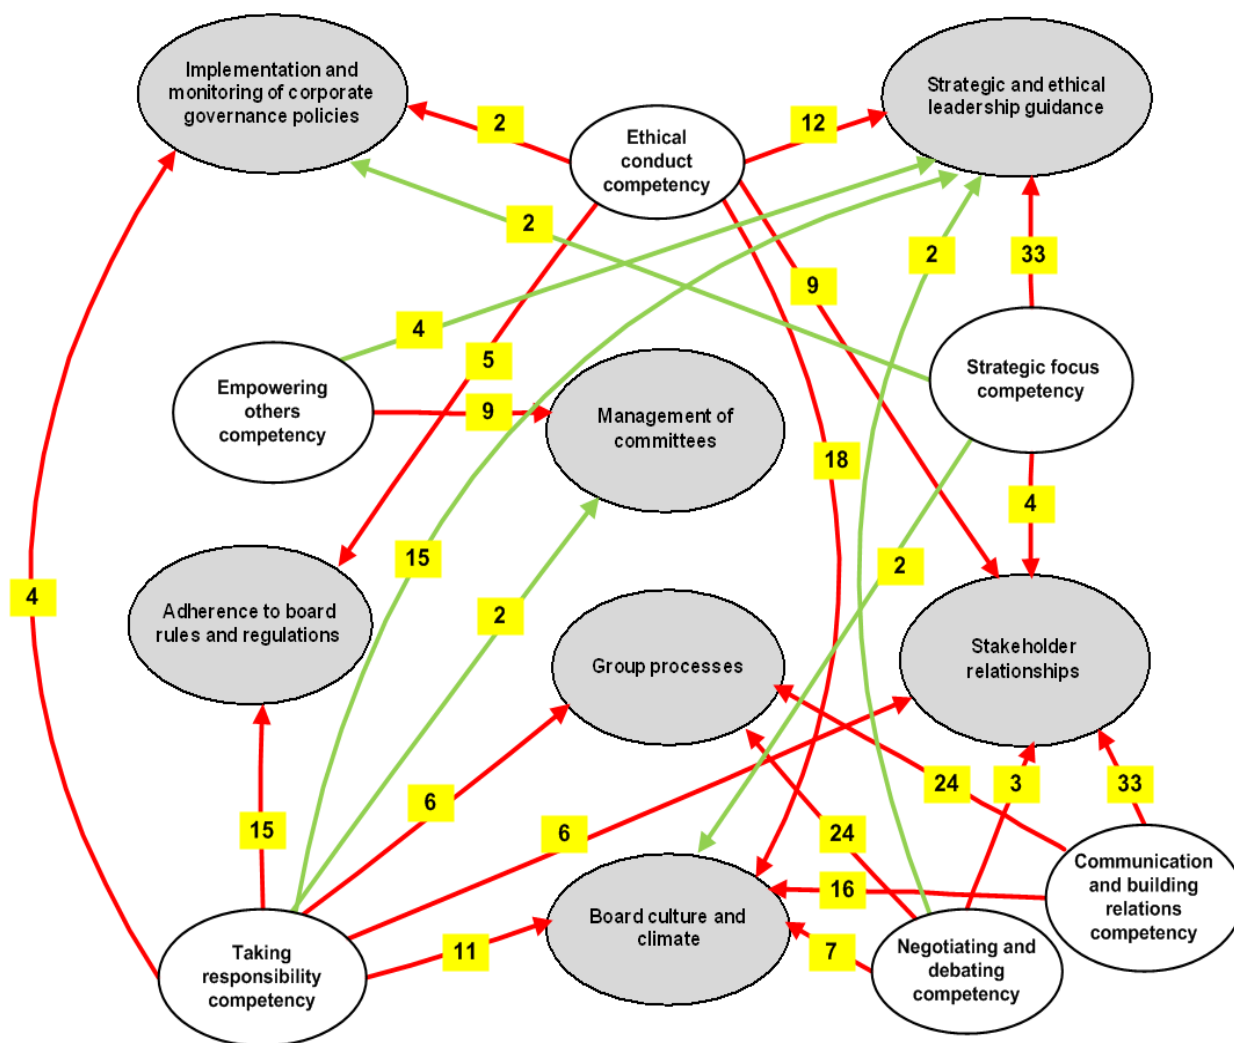 Implementation and
monitoring of corporate
governance policies
Strategic and ethical
leadership guidance
2
12
Ethical
conduct
competency
2
2
33
9
4
5
Empowering
others
competency
9
Management of
committees
Strategic focus
competency
18
4
15
2
4
Adherence to board
rules and regulations
2
Group processes
Stakeholder
relationships
6
15
6
24
3
33
24
16
Communication
and building
relations
competency
Board culture and
climate
11
7
Taking
responsibility
competency
Negotiating and
debating
competency